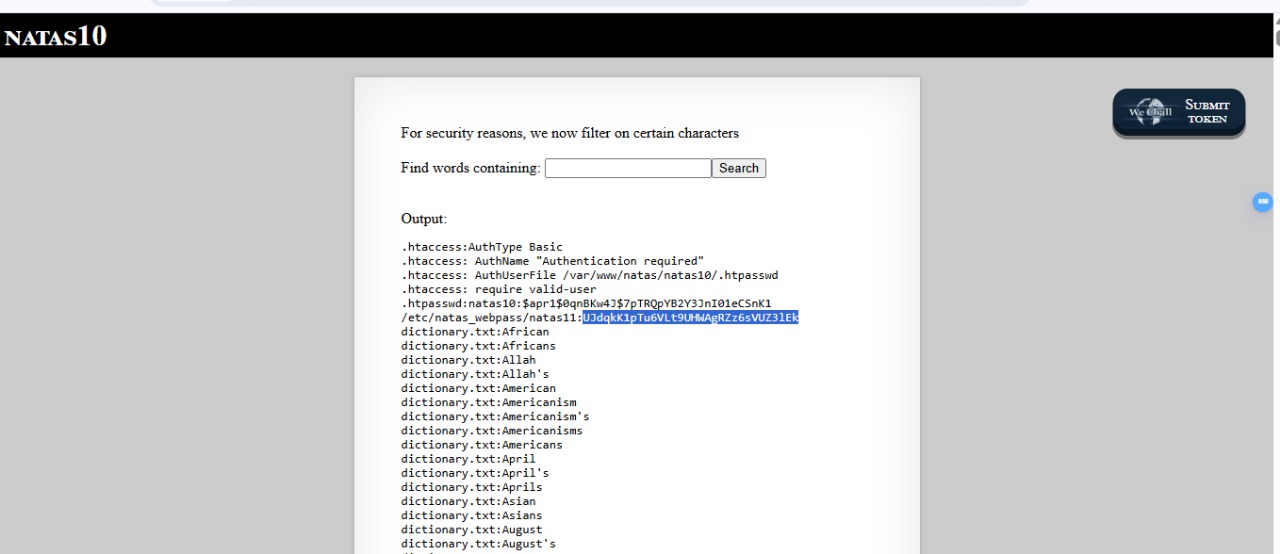 NATAS10
We Chall
SUBMIT
TOKEN
For security reasons, we now filter on certain characters
Find words containing: Search
Output:
.htaccess:AuthType Basic
.htaccess: AuthName "Authentication required"
.htaccess: AuthUserFile /var/www/natas/natas10/.htpasswd
.htaccess: require valid-user
.htpasswd:natas10:$apr1$0qnBKw4J$7pTRQpYB2Y3JnI01eCSnK1
/etc/natas_webpass/natas11:UJdqkK1pTu6VLt9UHWAgRZz6sVUZ3lEk
dictionary.txt:African
dictionary.txt:Africans
dictionary.txt:Allah
dictionary.txt:Allah's
dictionary.txt:American
dictionary.txt:Americanism
dictionary.txt:Americanism's
dictionary.txt:Americanisms
dictionary.txt:Americans
dictionary.txt:April
dictionary.txt:April's
dictionary.txt:Aprils
dictionary.txt:Asian
dictionary.txt:Asians
dictionary.txt:August
dictionary.txt:August's